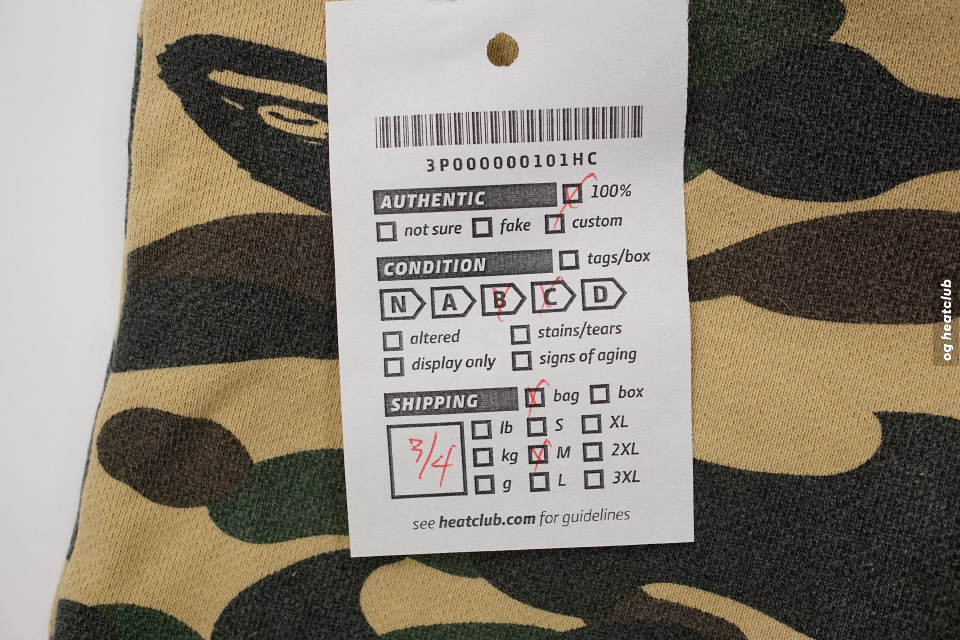 3P000000101HC
AUTHENTIC 100%
not sure fake custom
CONDITION tags/box
N A B C D
altered stains/tears
display only signs of aging
SHIPPING bag box
3/4
lb S XL
kg M 2XL
g L 3XL
see heatclub.com for guidelines
og heatclub